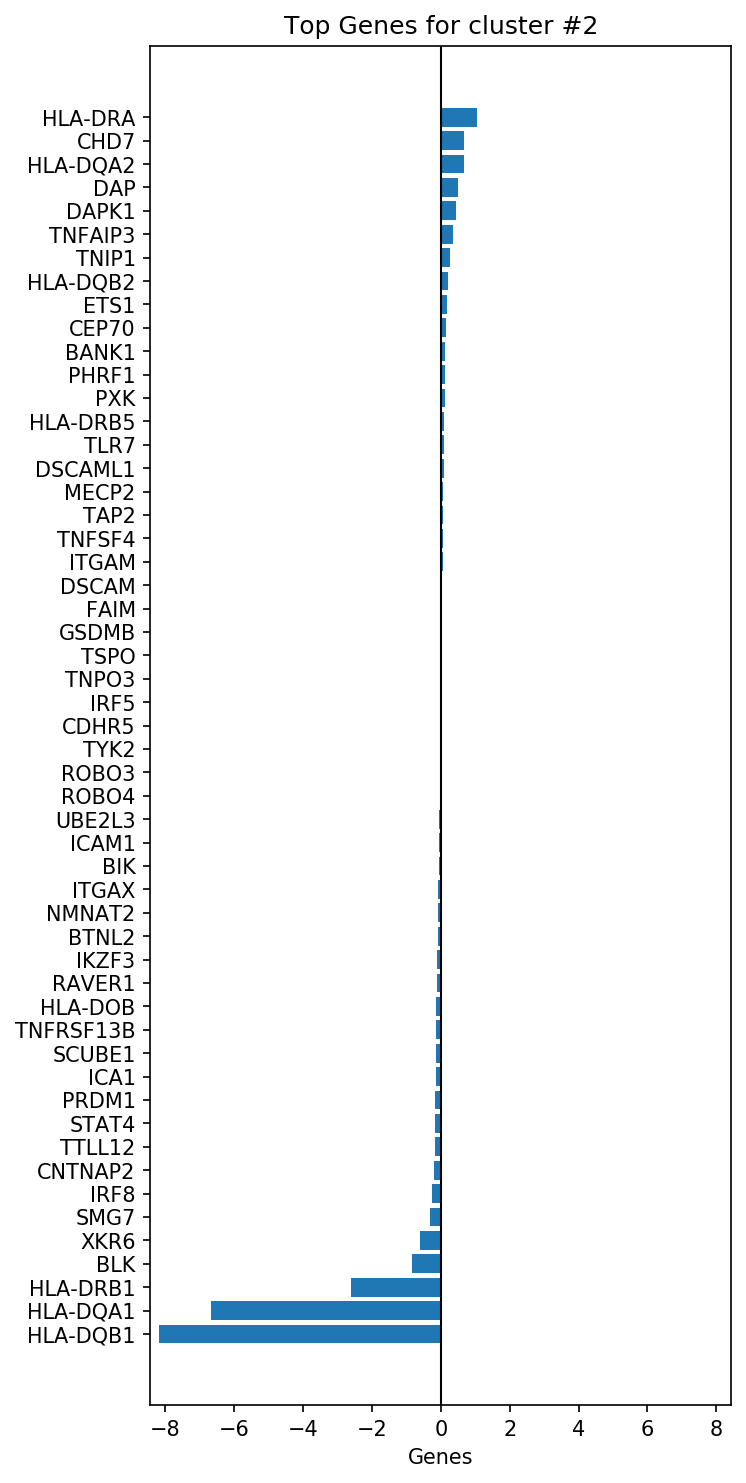 Top Genes for cluster #2
HLA-DRA
CHD7
HLA-DQA2
DAP
DAPK1
TNFAIP3
TNIP1
HLA-DQB2
ETS1
CEP70
BANK1
PHRF1
PXK
HLA-DRB5
TLR7
DSCAML1
MECP2
TAP2
TNFSF4
ITGAM
DSCAM
FAIM
GSDMB
TSPO
TNPO3
IRF5
CDHR5
TYK2
ROBO3
ROBO4
UBE2L3
ICAM1
BIK
ITGAX
NMNAT2
BTNL2
IKZF3
RAVER1
HLA-DOB
TNFRSF13B
SCUBE1
ICA1
PRDM1
STAT4
TTLL12
CNTNAP2
IRF8
SMG7
XKR6
BLK
HLA-DRB1
HLA-DQA1
HLA-DQB1
−8 −6 −4 −2 0 2 4 6 8
Genes